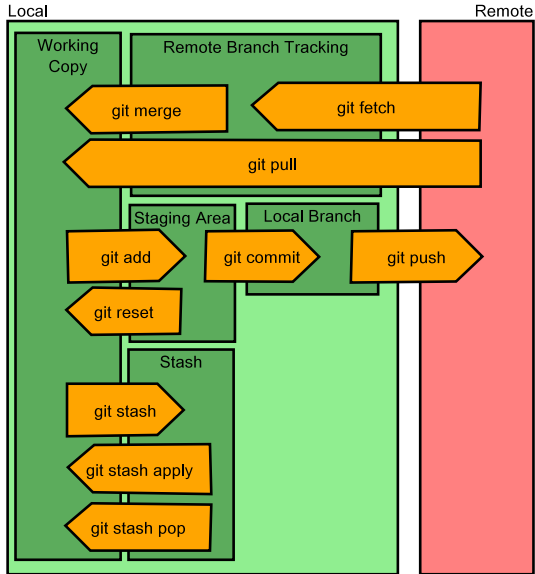 Local
Remote
Working
Copy
Remote Branch Tracking
git merge
git fetch
git pull
Staging Area
Local Branch
git add
git commit
git push
git reset
Stash
git stash
git stash apply
git stash pop